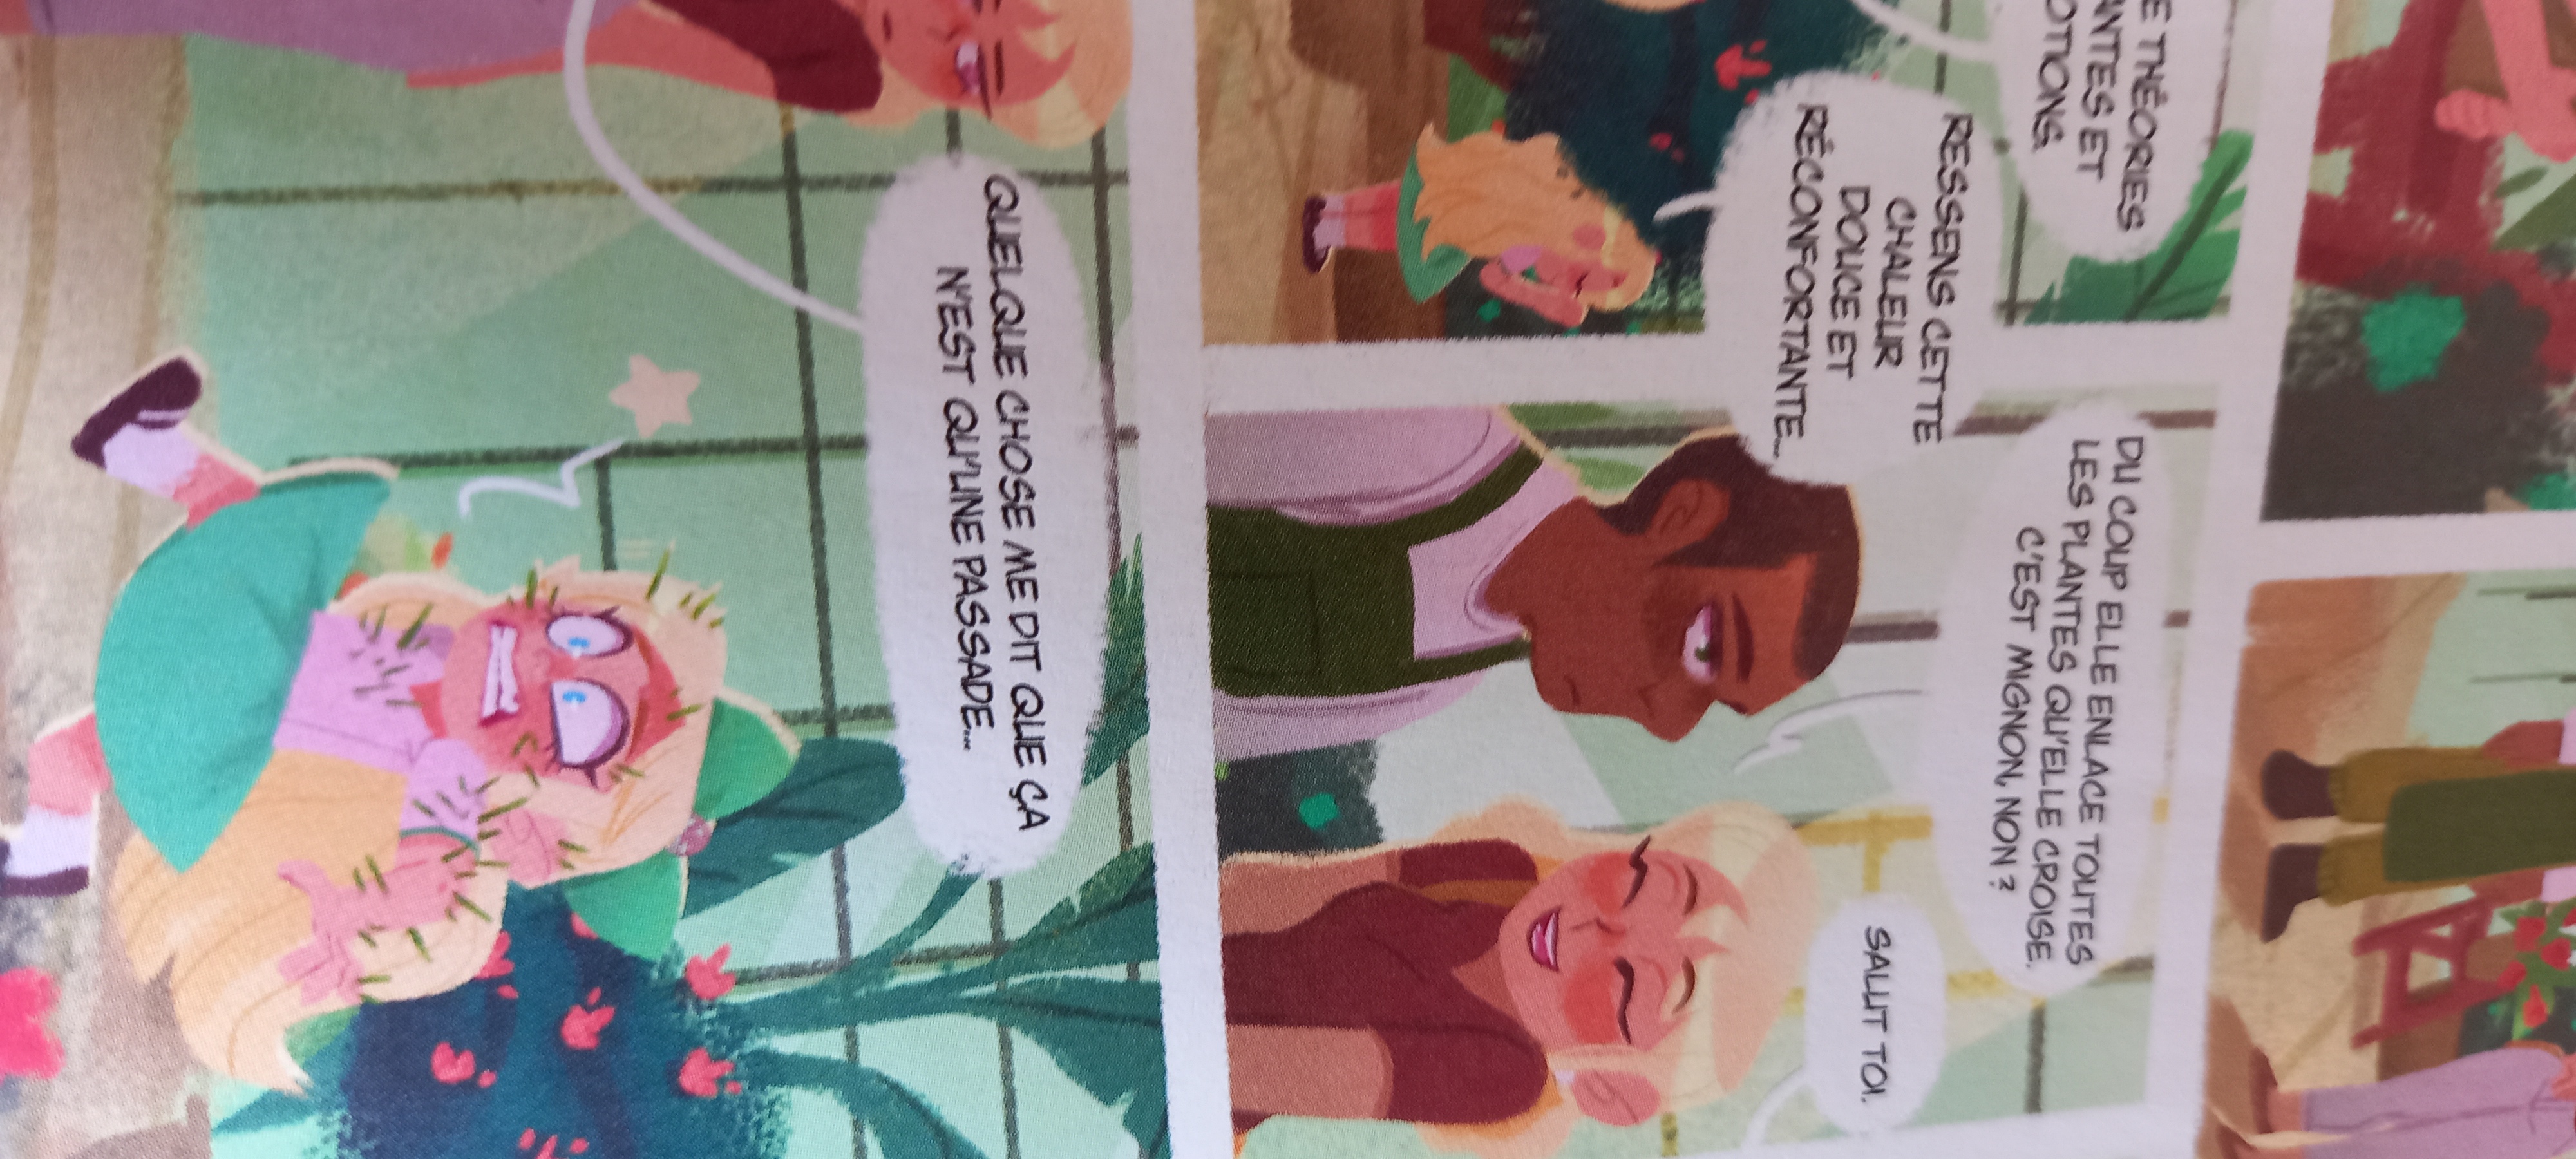 E THÉORIES
ANTES ET
OTIONS.
RESSENS CETTE
CHALEUR
DOUCE ET
RÉCONFORTANTE...
DU COUP ELLE ENLACE TOUTES
LES PLANTES QU'ELLE CROISE.
C'EST MIGNON, NON ?
SALUT TOI.
QUELQUE CHOSE ME DIT QUE ÇA
N'EST QU'UNE PASSADE...